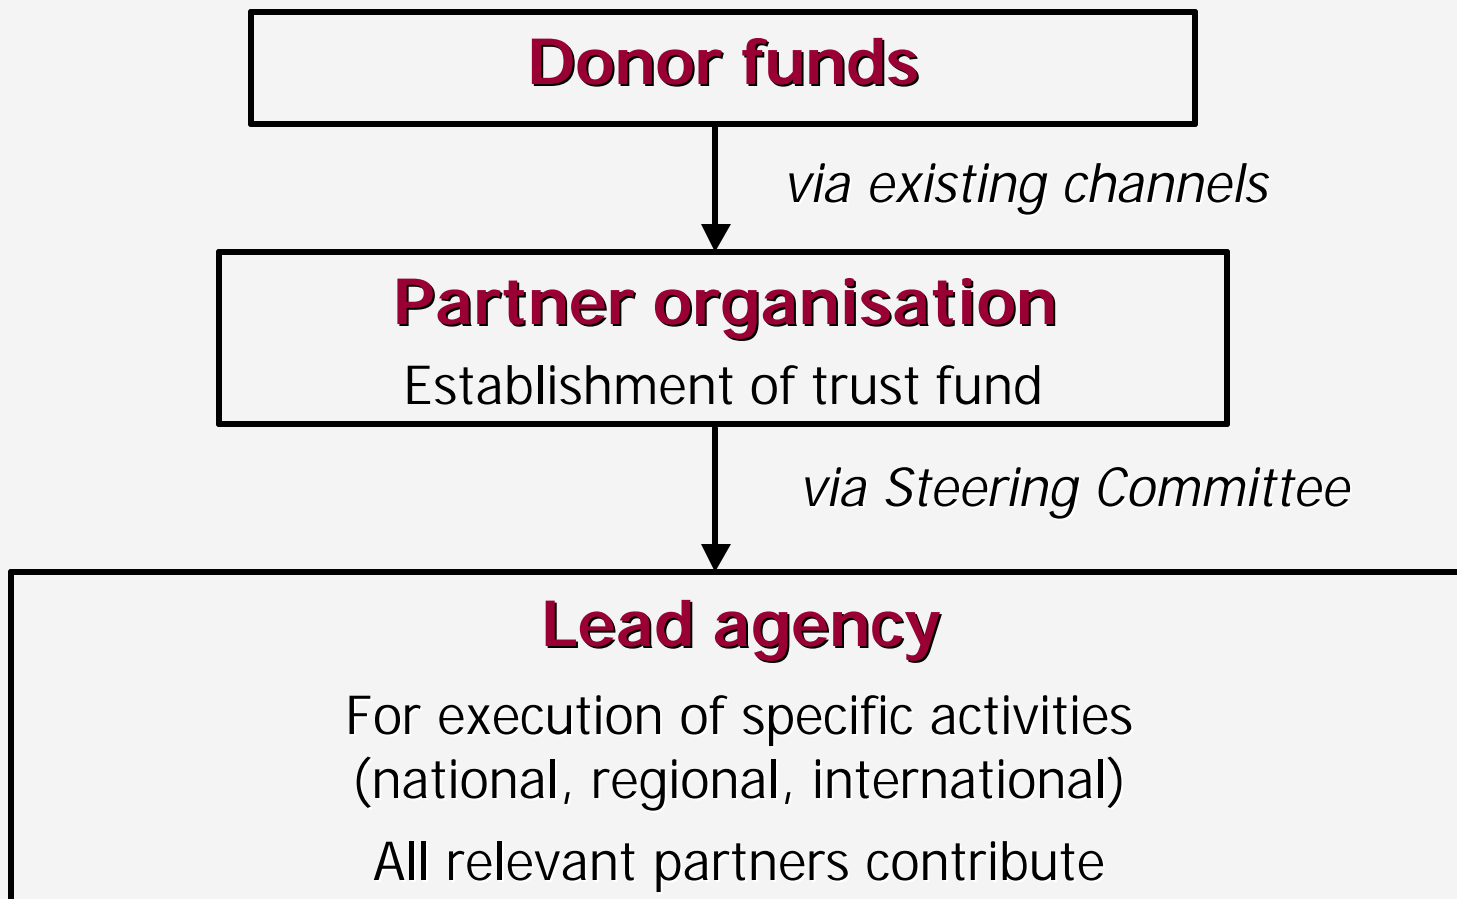 Donor funds
via existing channels
Partner organisation
Establishment of trust fund
via Steering Committee
Lead agency
For execution of specific activities
(national, regional, international)
All relevant partners contribute